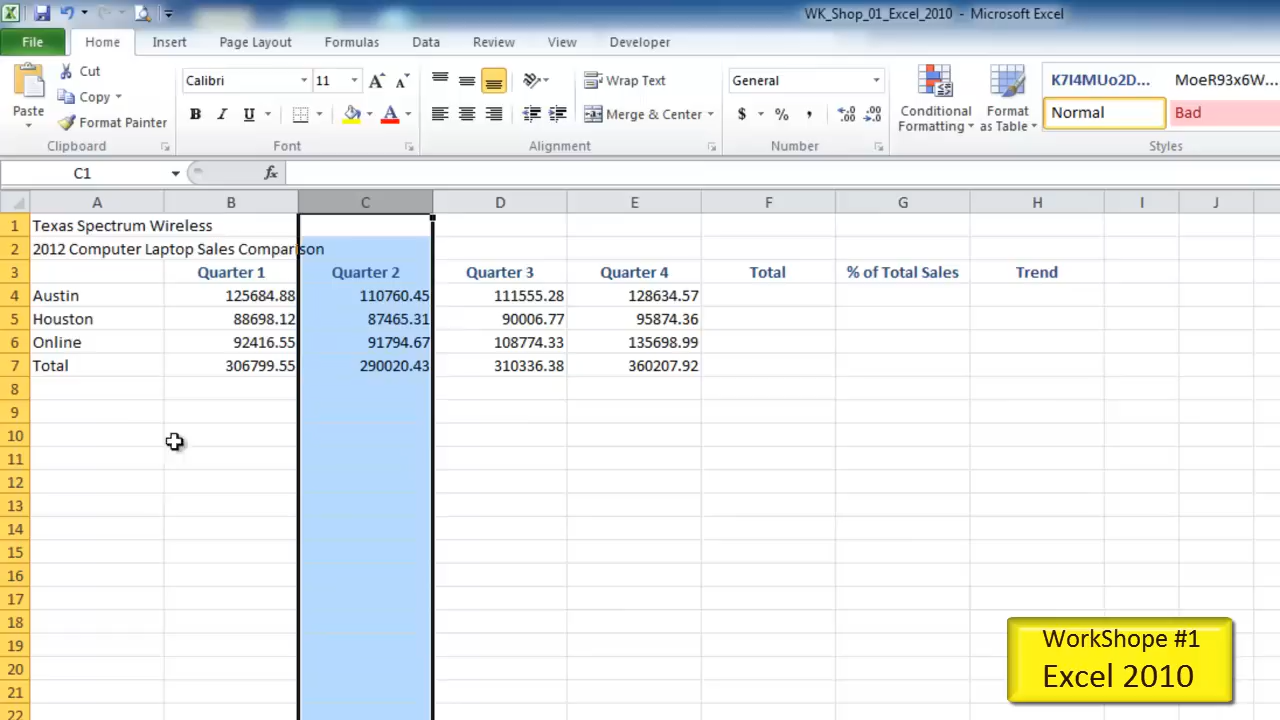 WK_Shop_01_Excel_2010 - Microsoft Excel
File Home Insert Page Layout Formulas Data Review View Developer
Cut
Copy
Format Painter
Paste
Clipboard
Calibri 11
B I U
Font
Wrap Text
Merge & Center
Alignment
General
$ % ,
Number
Conditional Formatting
Format as Table
K7I4MUo2D... MoeR93x6W...
Normal Bad
Styles
C1 fx
A B C D E F G H I J
1 Texas Spectrum Wireless
2 2012 Computer Laptop Sales Comparison
3 Quarter 1 Quarter 2 Quarter 3 Quarter 4 Total % of Total Sales Trend
4 Austin 125684.88 110760.45 111555.28 128634.57
5 Houston 88698.12 87465.31 90006.77 95874.36
6 Online 92416.55 91794.67 108774.33 135698.99
7 Total 306799.55 290020.43 310336.38 360207.92
8
9
10
11
12
13
14
15
16
17
18
19
20
21
22
WorkShope #1
Excel 2010